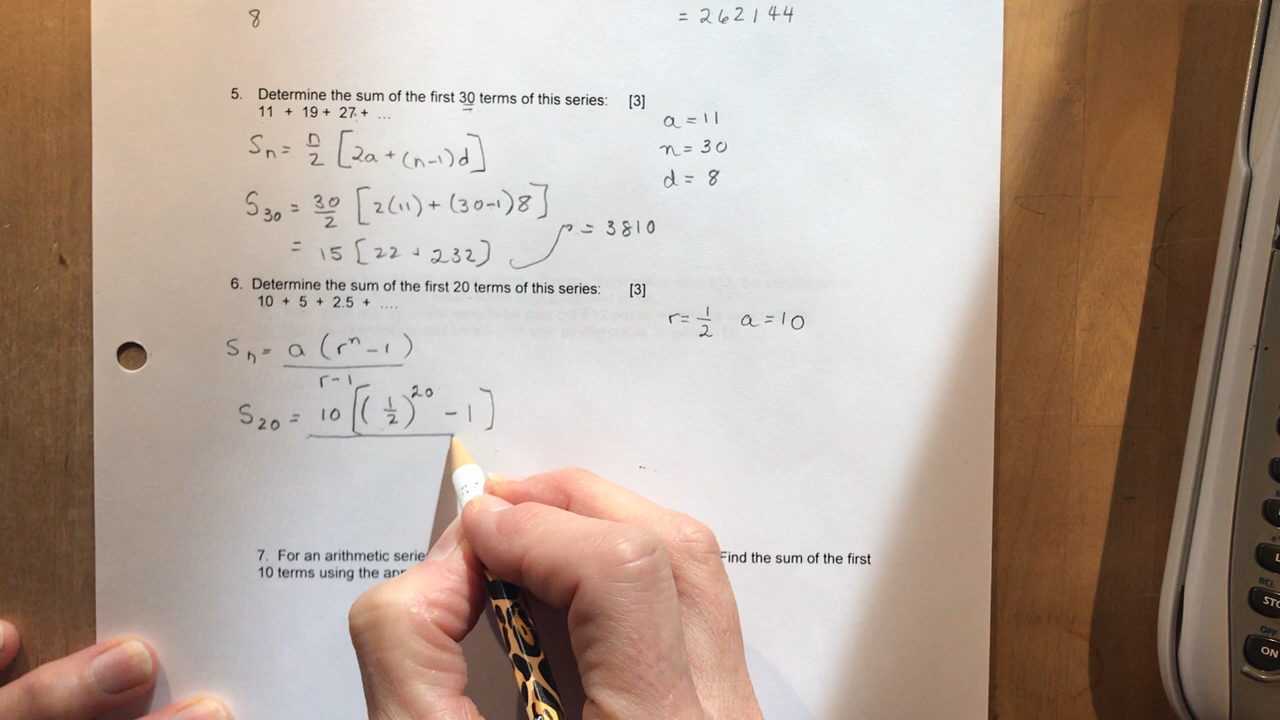 8
= 262144
5. Determine the sum of the first 30 terms of this series: [3]
11 + 19 + 27 + ...
a = 11
Sn = n/2 [2a + (n-1)d]
n = 30
d = 8
S30 = 30/2 [2(11) + (30-1)8]
= 3810
= 15 [22 + 232]
6. Determine the sum of the first 20 terms of this series: [3]
10 + 5 + 2.5 + ....
r = 1/2 a = 10
Sn = a (r^n - 1)
r-1
S20 = 10 [(1/2)^20 - 1]
7. For an arithmetic Find the sum of the first
10 terms using the
ON